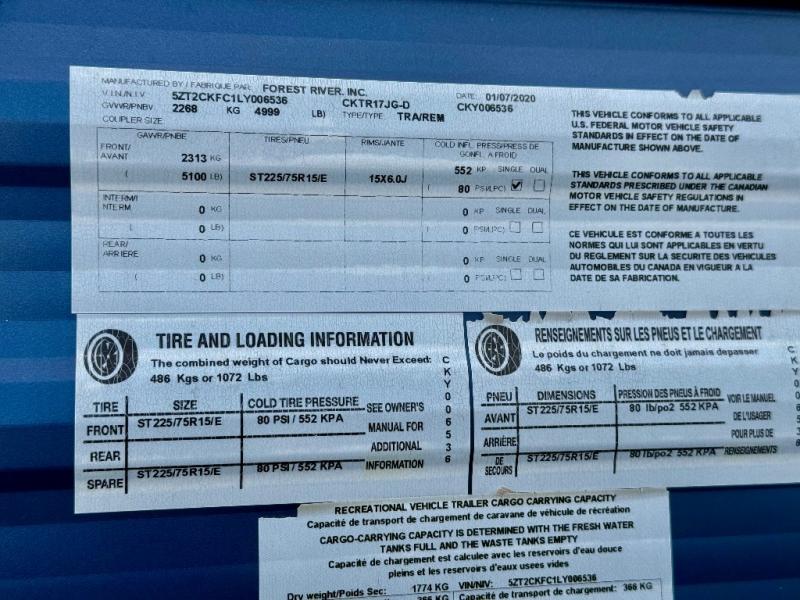 MANUFACTURED BY / FABRIQUE PAR: FOREST RIVER, INC. DATE: 01/07/2020
V.I.N./N.I.V 5ZT2CKFC1LY006536 CKTR17JG-D CKY006536
GVWR/PNBV 2268 KG 4999 LB) TYPE/TYPE TRA/REM
COUPLER SIZE
GAWR/PNBE TIRES/PNEU RIMS/JANTE COLD INFL PRESS/PRESS DE GONFL A FROID
FRONT/ AVANT 2313 KG 552 KP SINGLE DUAL
( 5100 LB) ST225/75R15/E 15X6.0J ( 80 PSI/LPC)
INTERM/ INTERM 0 KG 0 KP SINGLE DUAL
( 0 LB) ( 0 PSI/LPC)
REAR/ ARRIERE 0 KG 0 KP SINGLE DUAL
( 0 LB) ( 0 PSI/LPC)
THIS VEHICLE CONFORMS TO ALL APPLICABLE
U.S. FEDERAL MOTOR VEHICLE SAFETY
STANDARDS IN EFFECT ON THE DATE OF
MANUFACTURE SHOWN ABOVE.
THIS VEHICLE CONFORMS TO ALL APPLICABLE
STANDARDS PRESCRIBED UNDER THE CANADIAN
MOTOR VEHICLE SAFETY REGULATIONS IN
EFFECT ON THE DATE OF MANUFACTURE.
CE VEHICULE EST CONFORME A TOUTES LES
NORMES QUI LUI SONT APPLICABLES EN VERTU
DU REGLEMENT SUR LA SECURITE DES VEHICULES
AUTOMOBILES DU CANADA EN VIGUEUR A LA
DATE DE SA FABRICATION.
TIRE AND LOADING INFORMATION
The combined weight of Cargo should Never Exceed:
486 Kgs or 1072 Lbs
TIRE SIZE COLD TIRE PRESSURE SEE OWNER'S
FRONT ST225/75R15/E 80 PSI / 552 KPA MANUAL FOR
REAR ADDITIONAL
SPARE ST225/75R15/E 80 PSI / 552 KPA INFORMATION
CKY006536
RENSEIGNEMENTS SUR LES PNEUS ET LE CHARGEMENT
Le poids du chargement ne doit jamais depasser
486 Kgs or 1072 Lbs
PNEU DIMENSIONS PRESSION DES PNEUS À FROID VOIR LE MANUEL
AVANT ST225/75R15/E 80 lb/po2 552 KPA DE L'USAGER
ARRIÈRE POUR PLUS DE
DE SECOURS ST225/75R15/E 80 lb/po2 552 KPA RENSEIGNEMENTS
RECREATIONAL VEHICLE TRAILER CARGO CARRYING CAPACITY
Capacité de transport de chargement de caravane de véhicule de récréation
CARGO-CARRYING CAPACITY IS DETERMINED WITH THE FRESH WATER
TANKS FULL AND THE WASTE TANKS EMPTY
Capacité de chargement est calculée avec les reservoirs d'eau douce
pleins et les reservoirs d'eaux usees vides
Dry weight/Poids Sec: 1774 KG VIN/NIV: 5ZT2CKFC1LY006536
366 KG Capacité de transport de chargement: 366 KG